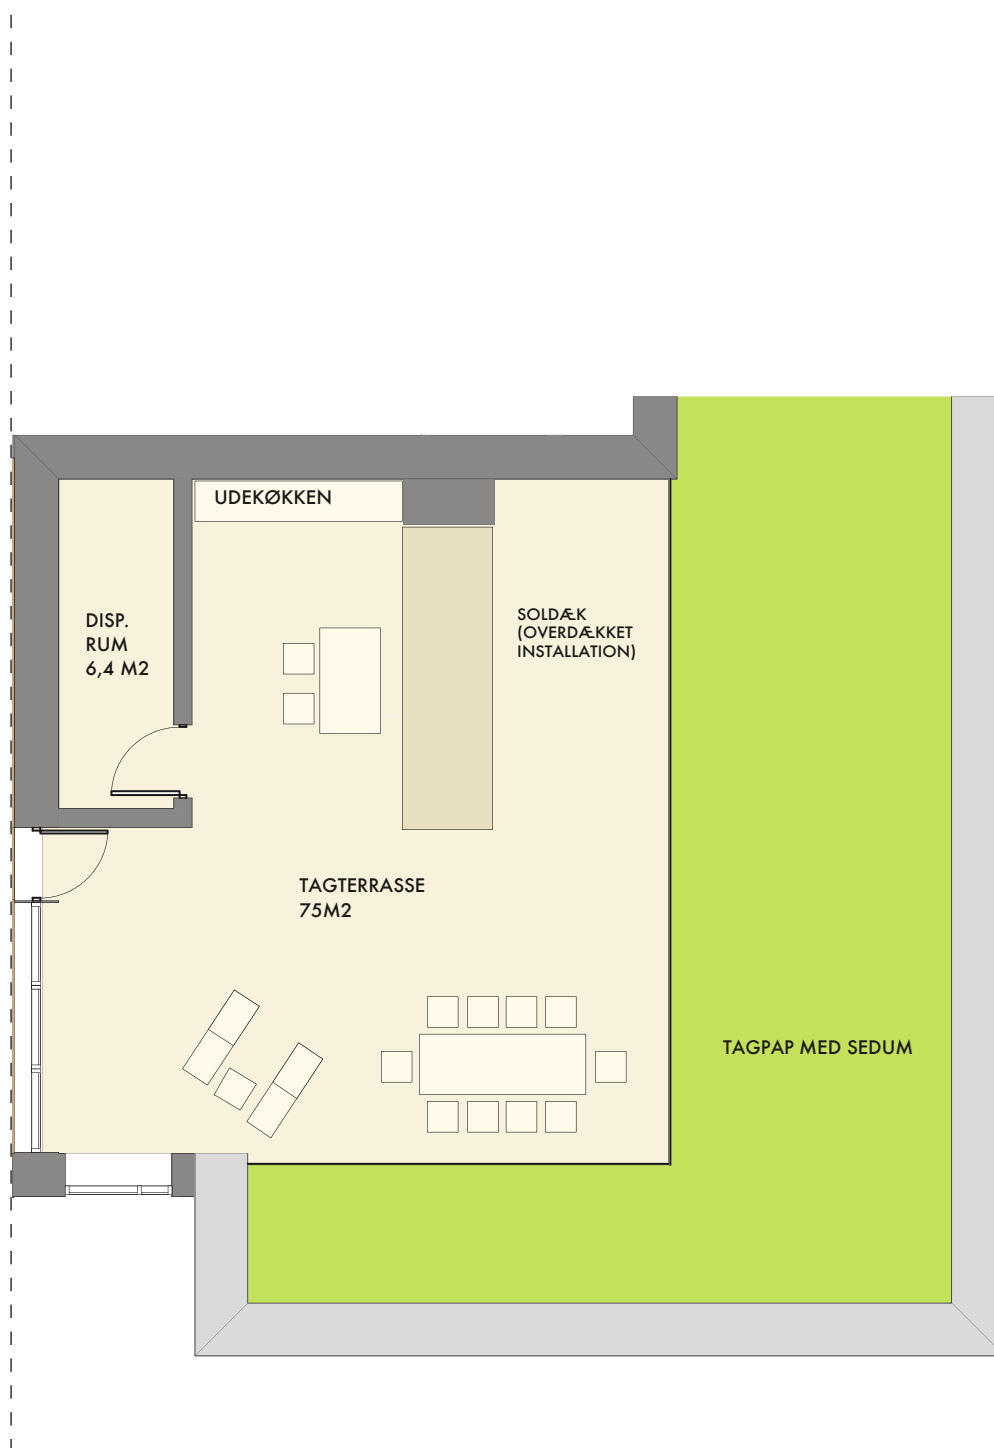 UDEKØKKEN
DISP.
RUM
6,4 M2
SOLDÆK
(OVERDÆKKET
INSTALLATION)
TAGTERRASSE
75M2
TAGPAP MED SEDUM